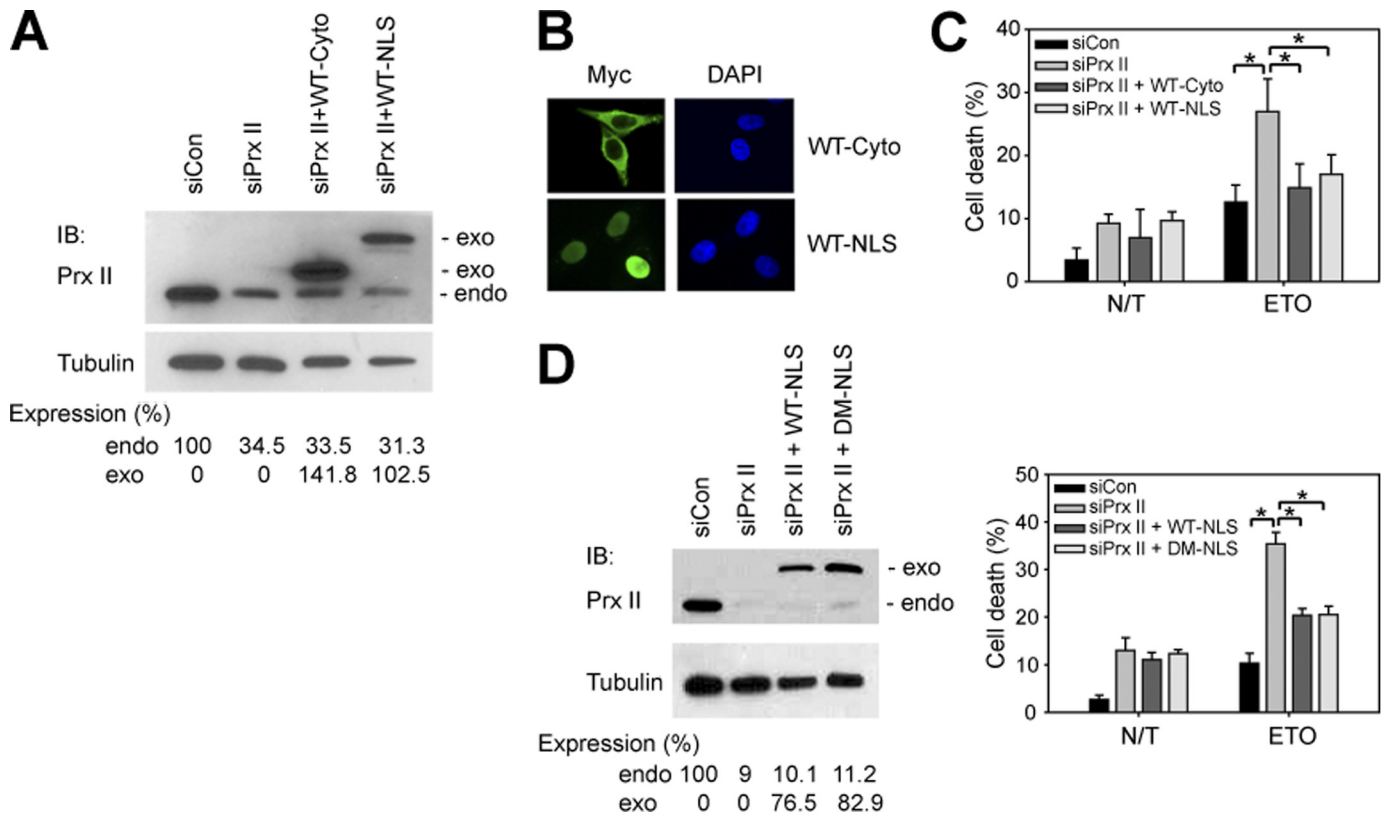 A
siCon
siPrx II
siPrx II+WT-Cyto
siPrx II+WT-NLS
IB:
Prx II
- exo
- exo
- endo
Tubulin
Expression (%)
endo 100 34.5 33.5 31.3
exo 0 0 141.8 102.5
B
Myc DAPI
WT-Cyto
WT-NLS
C
Cell death (%)
40
30
20
10
0
siCon
siPrx II
siPrx II + WT-Cyto
siPrx II + WT-NLS
* * *
N/T ETO
D
siCon
siPrx II
siPrx II + WT-NLS
siPrx II + DM-NLS
IB:
Prx II
- exo
- endo
Tubulin
Expression (%)
endo 100 9 10.1 11.2
exo 0 0 76.5 82.9
Cell death (%)
50
40
30
20
10
0
siCon
siPrx II
siPrx II + WT-NLS
siPrx II + DM-NLS
* * *
N/T ETO